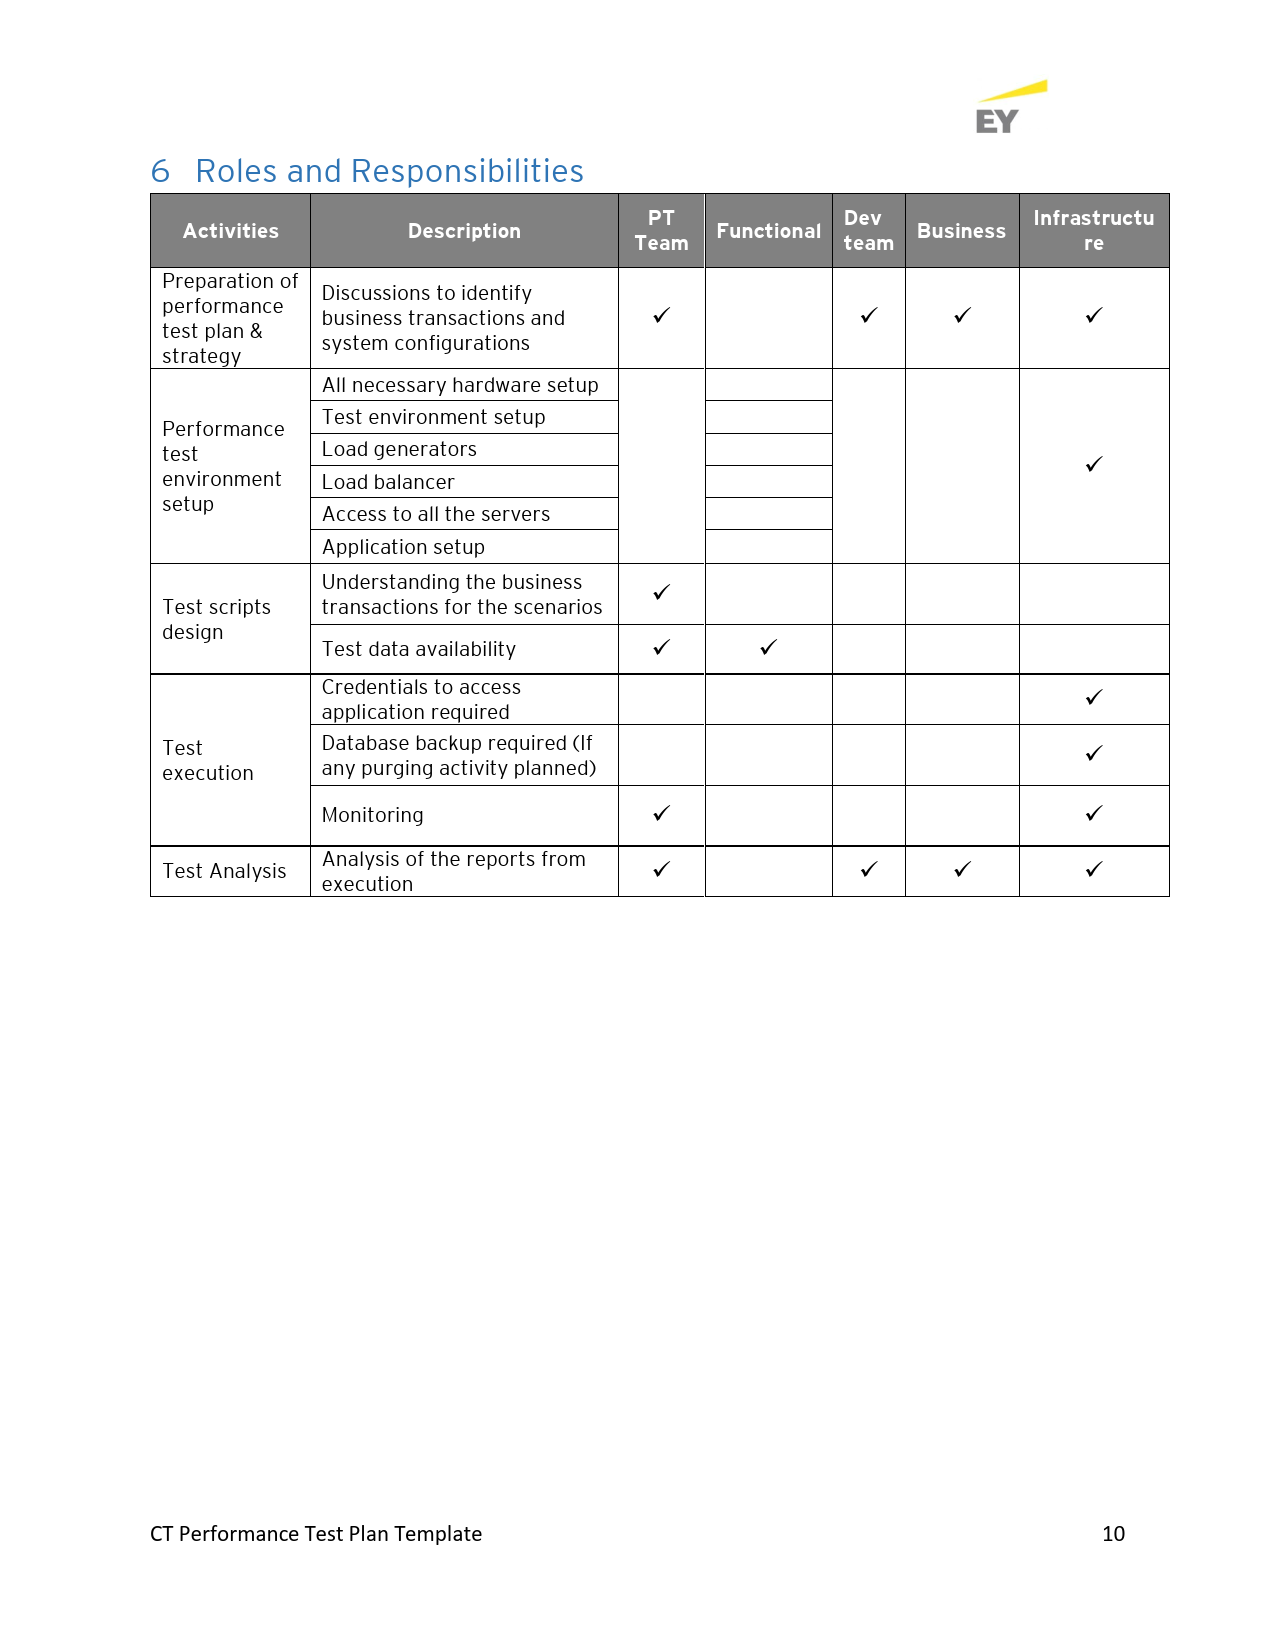 EY
6 Roles and Responsibilities
Activities Description PT Team Functional Dev team Business Infrastructure
Preparation of
performance
test plan &
strategy
Discussions to identify
business transactions and
system configurations
✓ ✓ ✓ ✓
Performance
test
environment
setup
All necessary hardware setup
Test environment setup
Load generators
Load balancer
Access to all the servers
Application setup
✓
Test scripts
design
Understanding the business
transactions for the scenarios
✓
Test data availability ✓ ✓
Test
execution
Credentials to access
application required
✓
Database backup required (If
any purging activity planned)
✓
Monitoring ✓ ✓
Test Analysis
Analysis of the reports from
execution
✓ ✓ ✓ ✓
CT Performance Test Plan Template 10